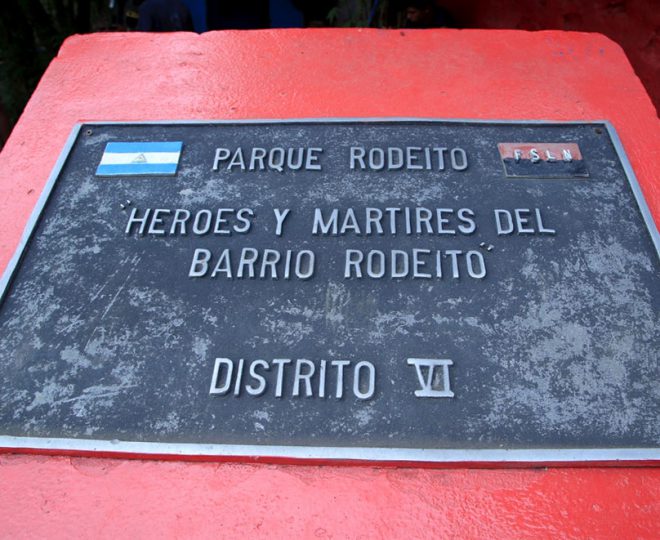 PARQUE RODEITO
FSLN
"HEROES Y MARTIRES DEL
BARRIO RODEITO"
DISTRITO VI